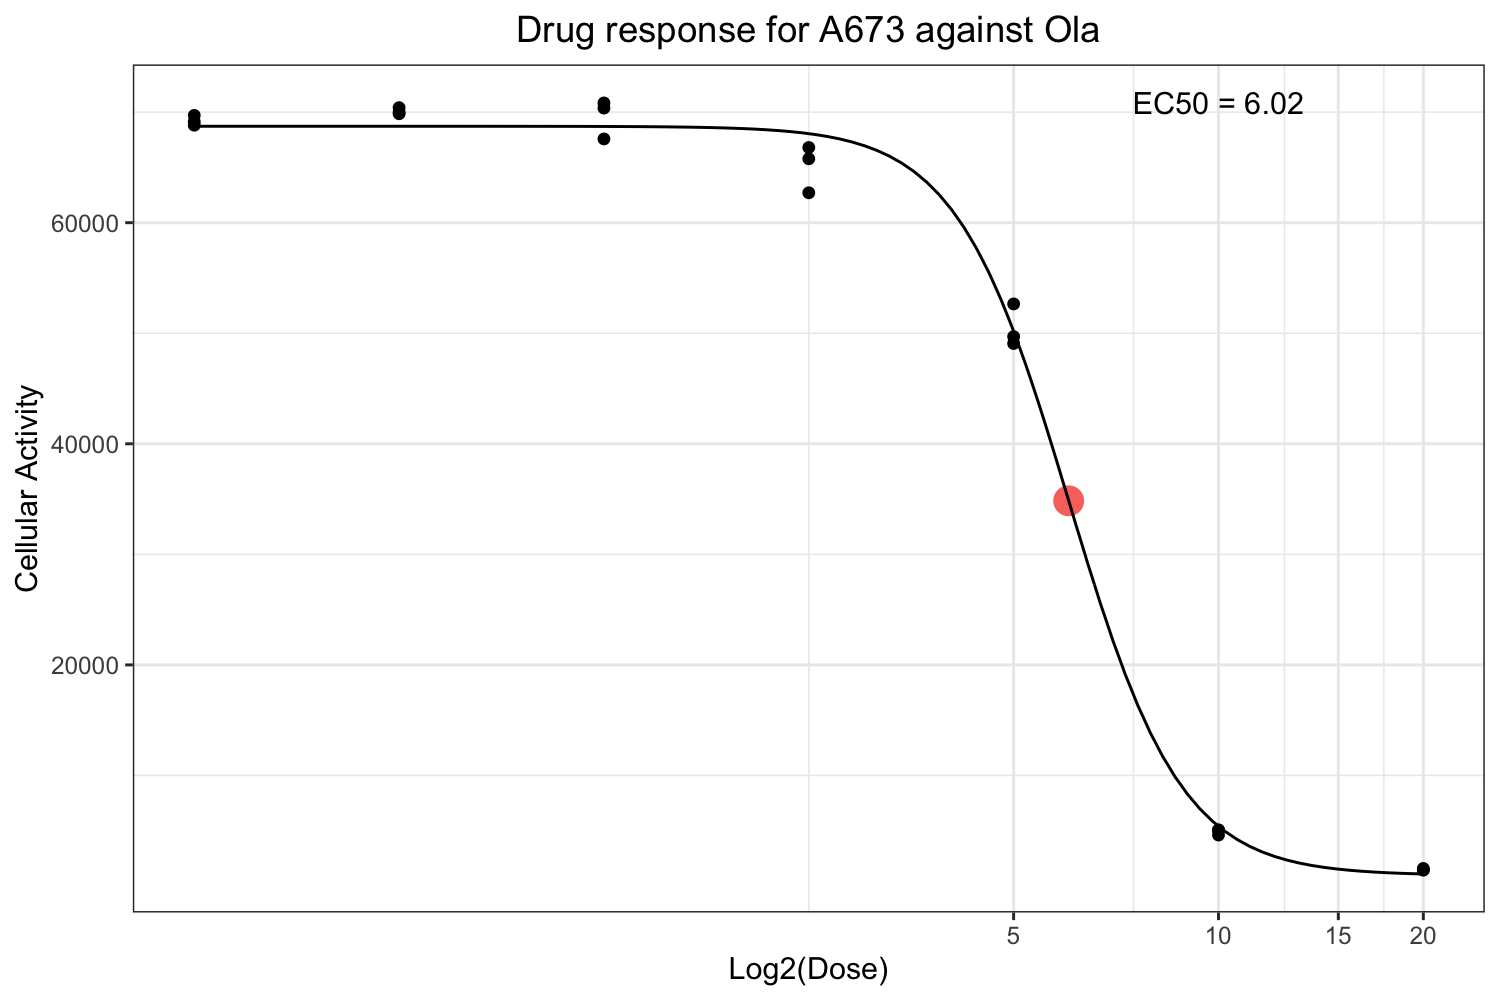 Drug response for A673 against Ola
EC50 = 6.02
Cellular Activity
60000
40000
20000
5 10 15 20
Log2(Dose)